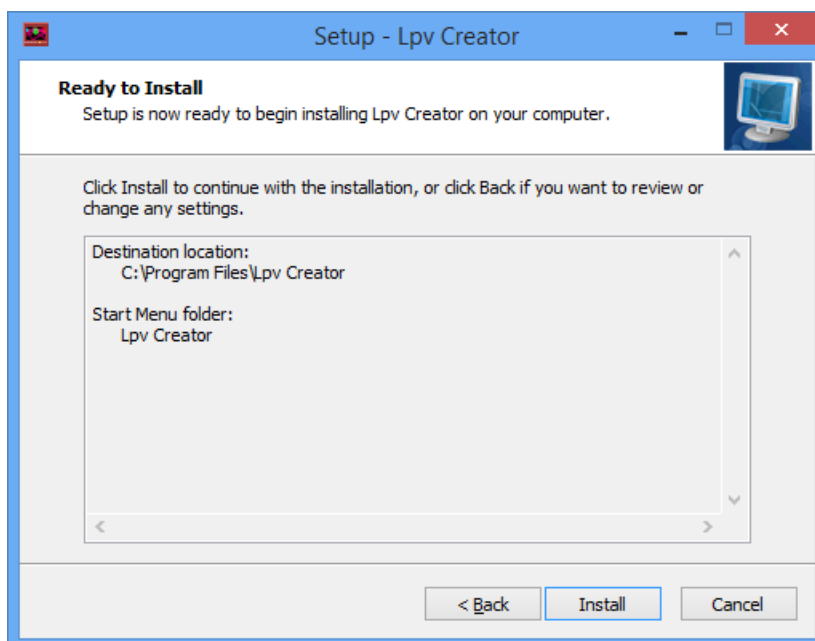 Setup - Lpv Creator
Ready to Install
Setup is now ready to begin installing Lpv Creator on your computer.
Click Install to continue with the installation, or click Back if you want to review or
change any settings.
Destination location:
C:\Program Files\Lpv Creator
Start Menu folder:
Lpv Creator
< Back
Install
Cancel